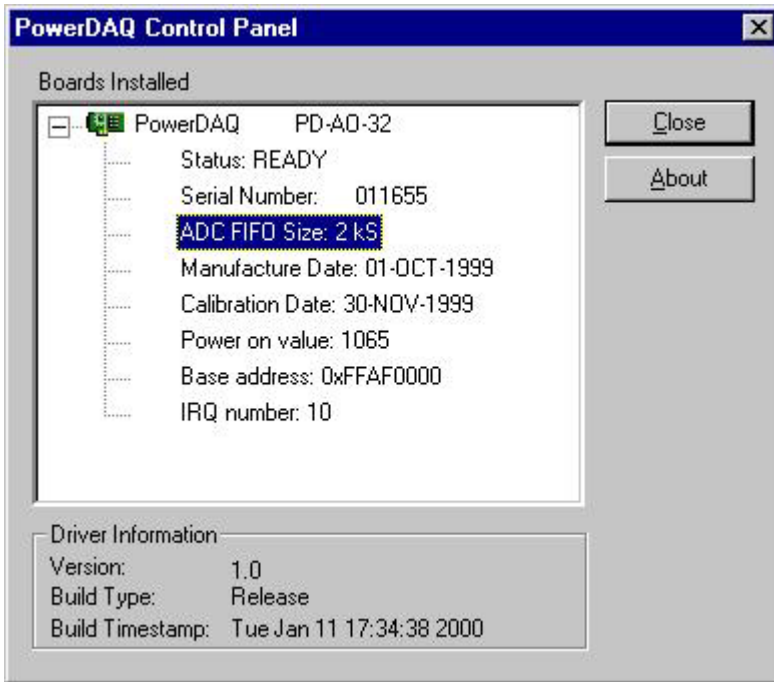 PowerDAQ Control Panel
Boards Installed
PowerDAQ PD-AO-32
Status: READY
Serial Number: 011655
ADC FIFO Size: 2 kS
Manufacture Date: 01-OCT-1999
Calibration Date: 30-NOV-1999
Power on value: 1065
Base address: 0xFFAF0000
IRQ number: 10
Close
About
Driver Information
Version: 1.0
Build Type: Release
Build Timestamp: Tue Jan 11 17:34:38 2000